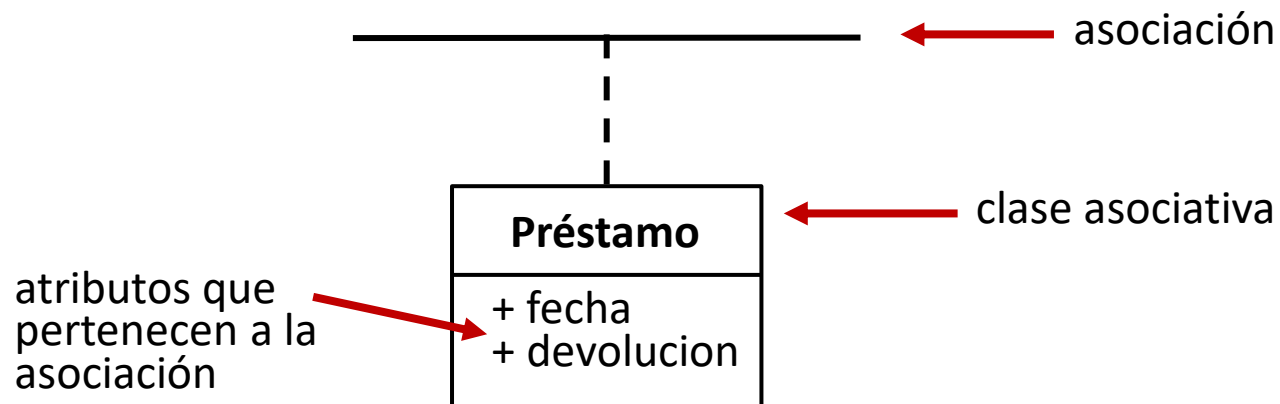 asociación
clase asociativa
Préstamo
atributos que
pertenecen a la
asociación
+ fecha
+ devolucion